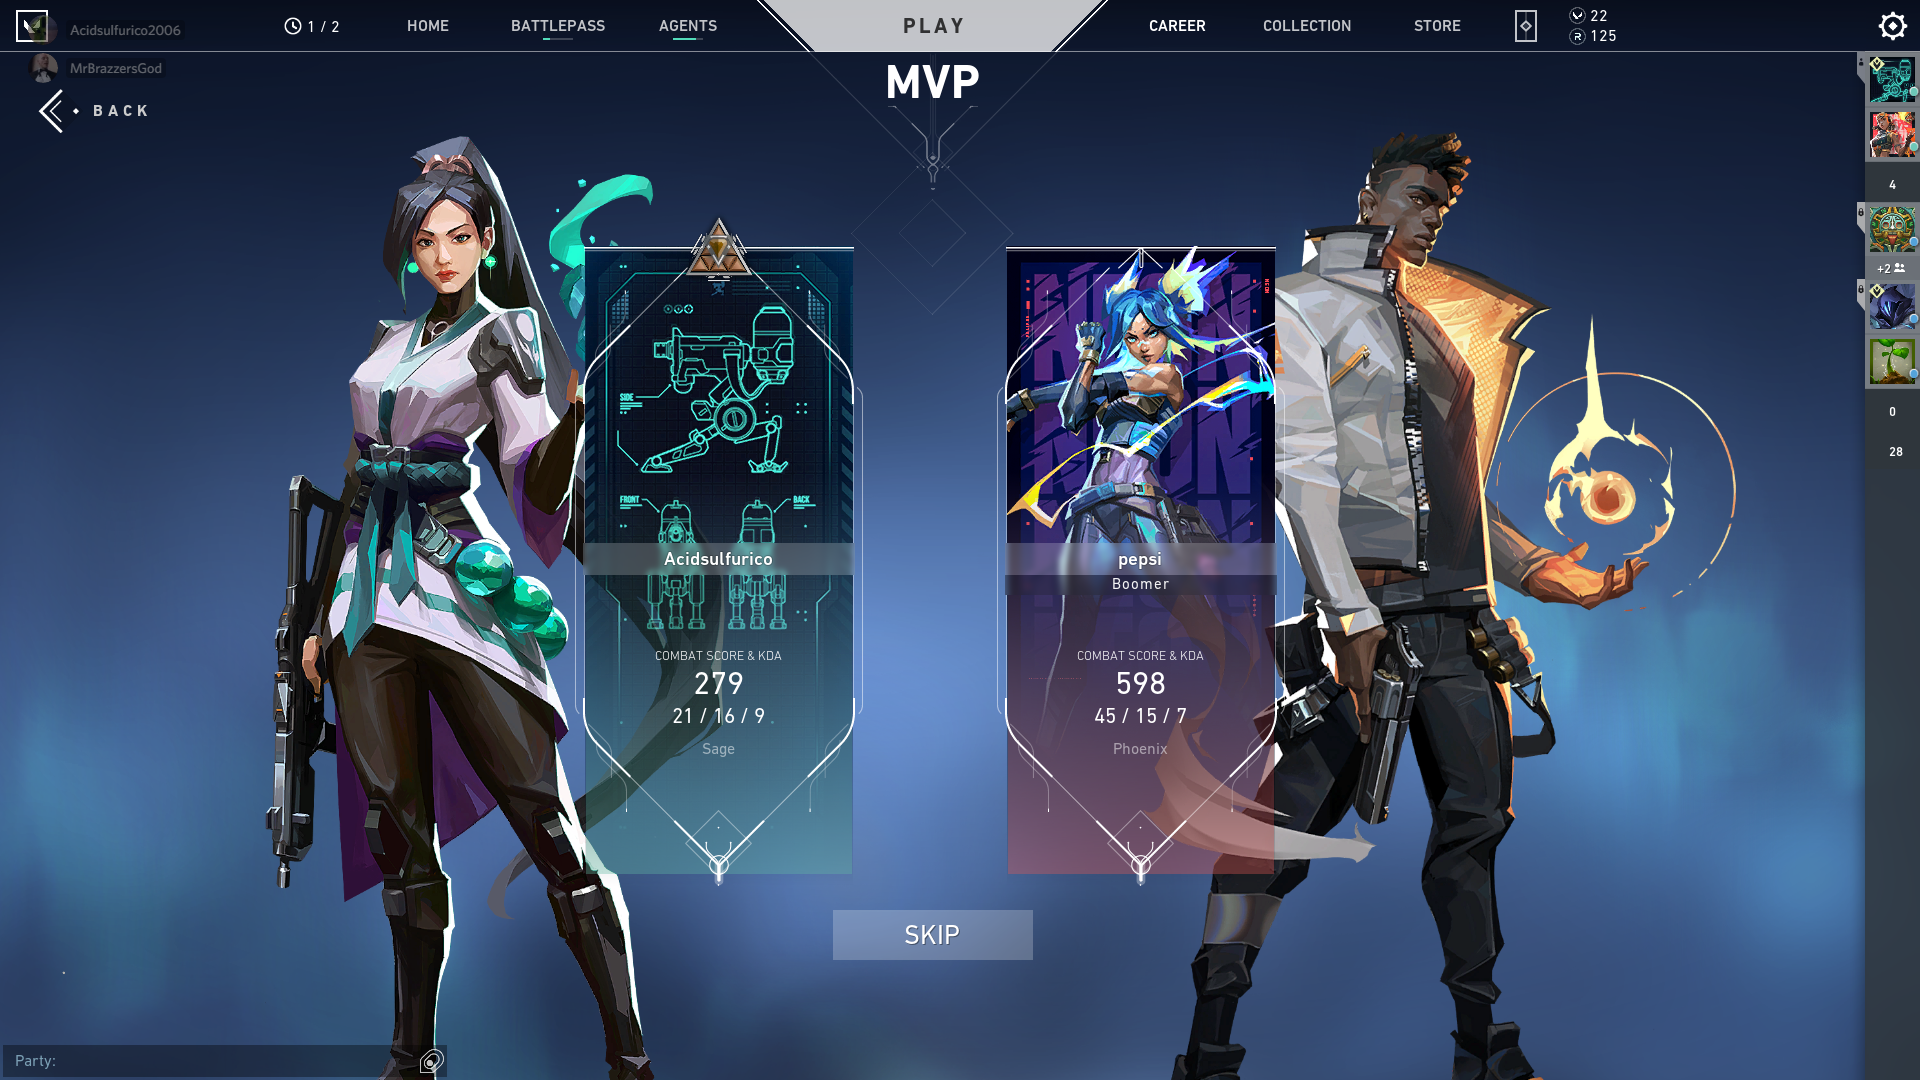 Acidsulfurico2006
1 / 2
HOME
BATTLEPASS
AGENTS
PLAY
CAREER
COLLECTION
STORE
22
125
MrBrazzersGod
BACK
MVP
4
+2
0
28
SIDE
FRONT
BACK
NEON
Acidsulfurico
COMBAT SCORE & KDA
279
21 / 16 / 9
Sage
pepsi
Boomer
COMBAT SCORE & KDA
598
45 / 15 / 7
Phoenix
SKIP
Party: